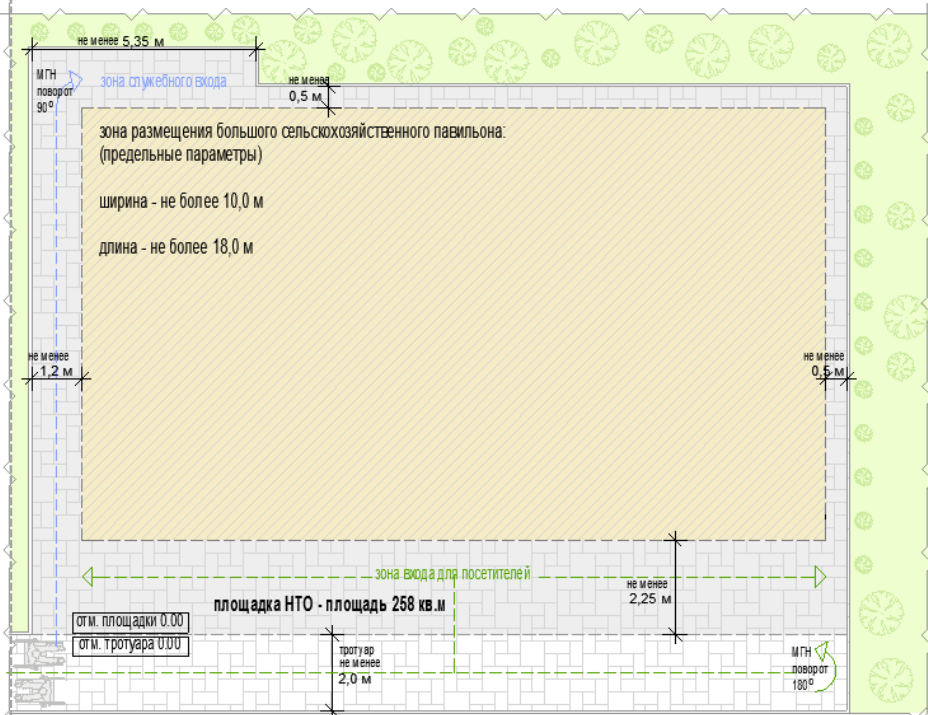 не менее 5,35 м
МГН
поворот
90°
зона служебного входа
не менее
0,5 м
зона размещения большого сельскохозяйственного павильона:
(предельные параметры)
ширина - не более 10,0 м
длина - не более 18,0 м
не менее
1,2 м
не менее
0,5 м
зона входа для посетителей
не менее
2,25 м
площадка НТО - площадь 258 кв.м
отм. площадки 0.00
отм. тротуара 0.00
тротуар
не менее
2,0 м
МГН
поворот
180°